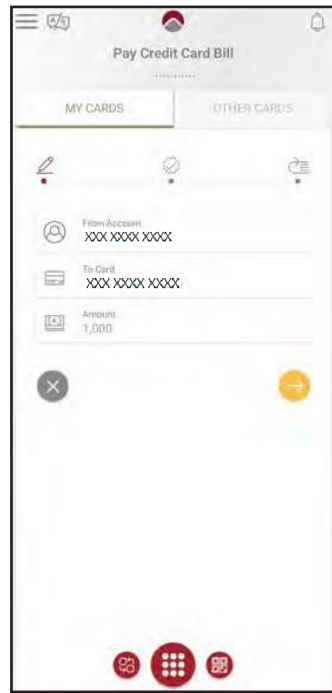 Pay Credit Card Bill
MY CARDS
OTHER CARDS
From Account
XXX XXXX XXXX
To Card
XXX XXXX XXXX
Amount
1,000